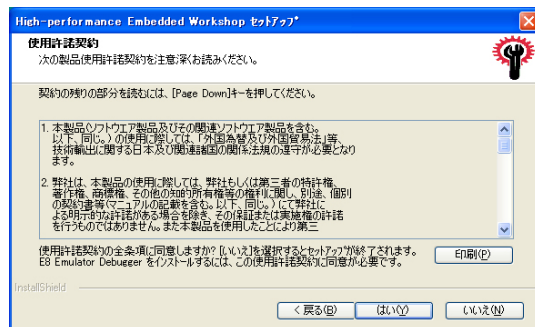 High-performance Embedded Workshop ｾｯﾄｱｯﾌﾟ
使用許諾契約
次の製品使用許諾契約を注意深くお読みください。
契約の残りの部分を読むには、[Page Down]キーを押してください。
1. 本製品(ソフトウエア製品及びその関連ソフトウエア製品を含む。
以下、同じ。)の使用に際しては、「外国為替及び外国貿易法」等、
技術輸出に関する日本及び関連諸国の関係法規の遵守が必要となり
ます。
2. 弊社は、本製品の使用に際しては、弊社もしくは第三者の特許権、
著作権、商標権、その他の知的所有権等の権利に関し、別途、個別
の契約書等(マニュアルの記載を含む。以下、同じ。)にて弊社に
よる明示的な許諾がある場合を除き、その保証または実施権の許諾
を行うものではありません。また本製品を使用したことにより第三
使用許諾契約の全条項に同意しますか? [いいえ]を選択するとｾｯﾄｱｯﾌﾟが終了されます。
E8 Emulator Debugger をインストールするには、この使用許諾契約に同意が必要です。
印刷(P)
InstallShield
< 戻る(B)
はい(Y)
いいえ(N)